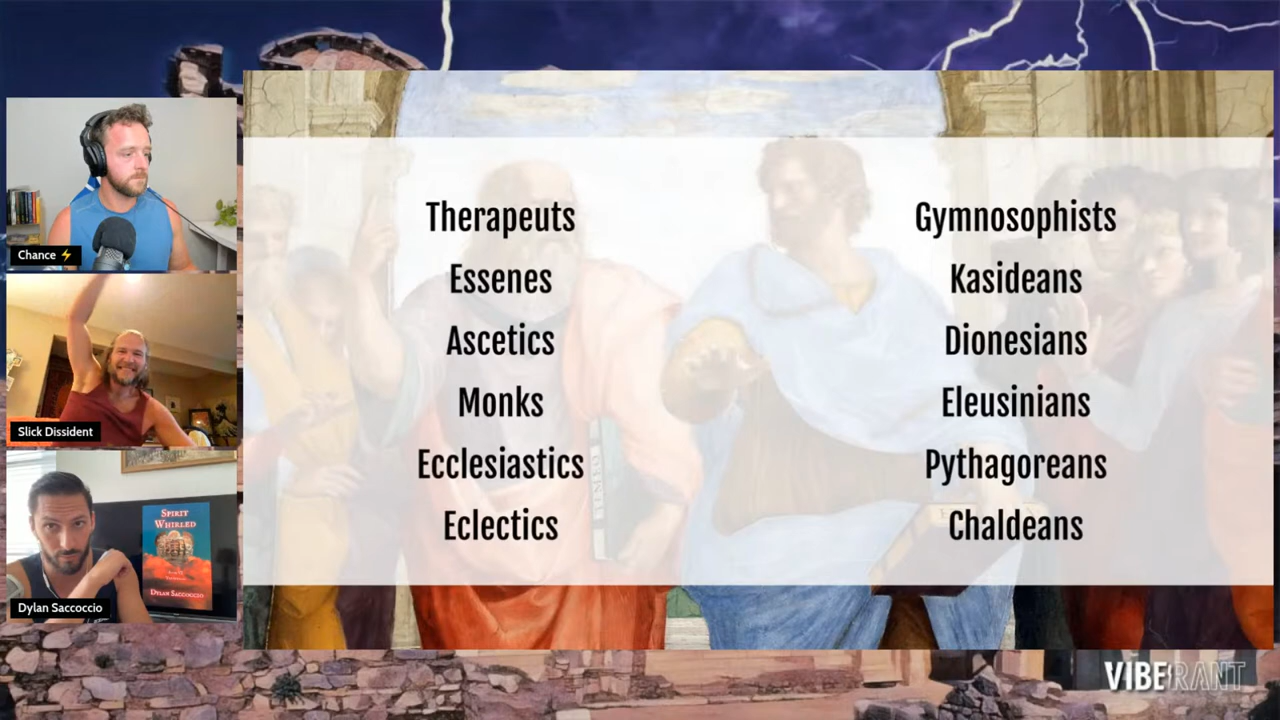 Therapeuts
Essenes
Ascetics
Monks
Ecclesiastics
Eclectics
Gymnosophists
Kasideans
Dionesians
Eleusinians
Pythagoreans
Chaldeans
Chance ⚡
Slick Dissident
SPIRIT
WHIRLED
DYLAN SACCOCCIO
Dylan Saccoccio
VIBERANT